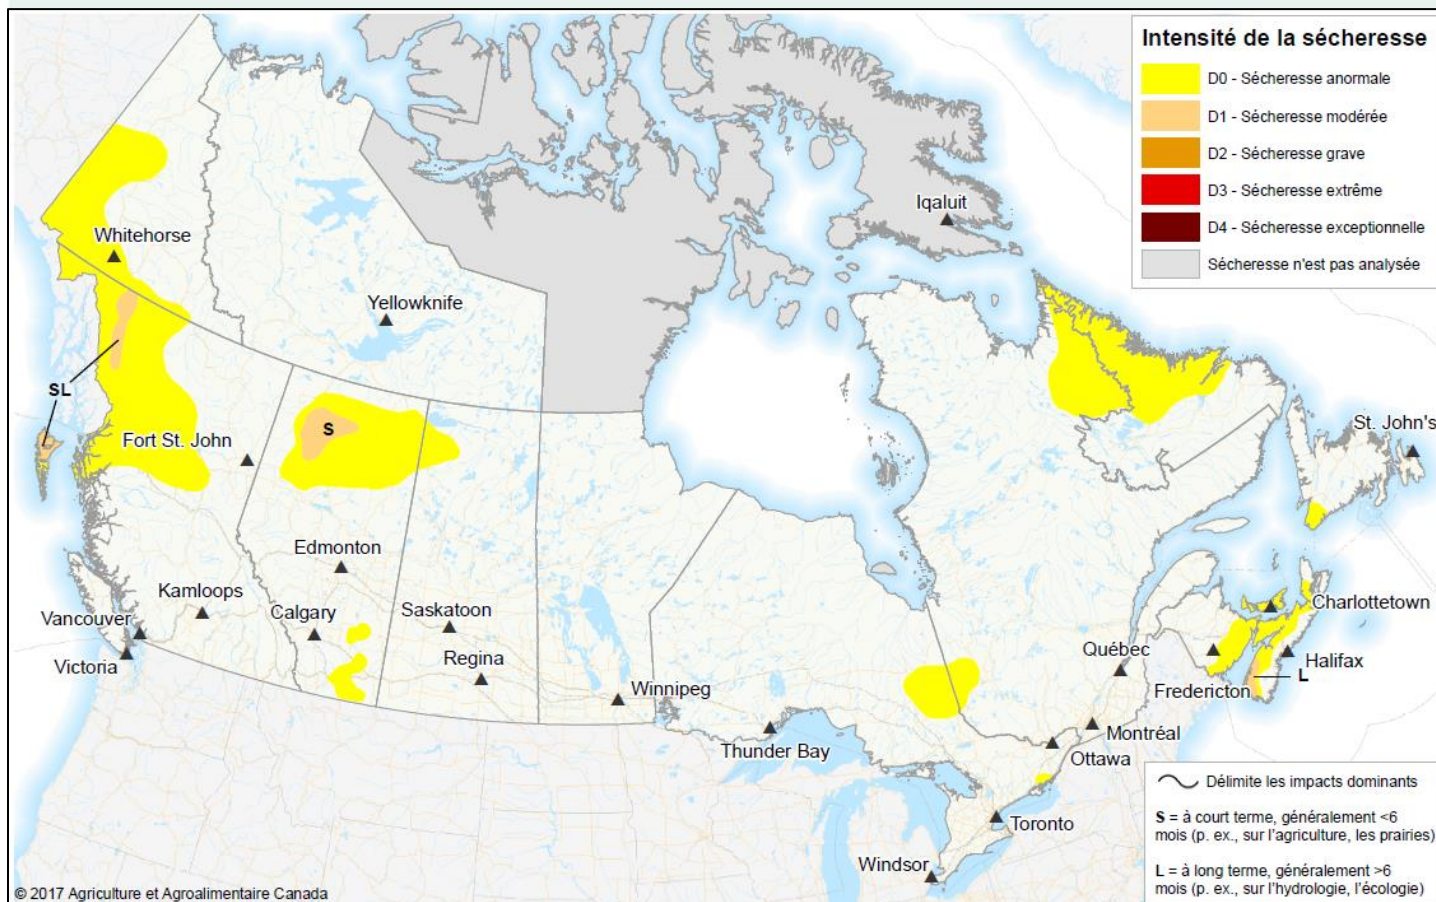 Intensité de la sécheresse
D0 - Sécheresse anormale
D1 - Sécheresse modérée
D2 - Sécheresse grave
D3 - Sécheresse extrême
D4 - Sécheresse exceptionnelle
Sécheresse n'est pas analysée
Iqaluit
Whitehorse
Yellowknife
SL
S
Fort St. John
St. John's
Edmonton
Kamloops
Calgary
Saskatoon
Vancouver
Victoria
Regina
Winnipeg
Thunder Bay
Québec
Charlottetown
Halifax
L
Fredericton
Montréal
Ottawa
Toronto
Windsor
Délimite les impacts dominants
S = à court terme, généralement <6
mois (p. ex., sur l'agriculture, les prairies)
L = à long terme, généralement >6
mois (p. ex., sur l'hydrologie, l'écologie)
© 2017 Agriculture et Agroalimentaire Canada